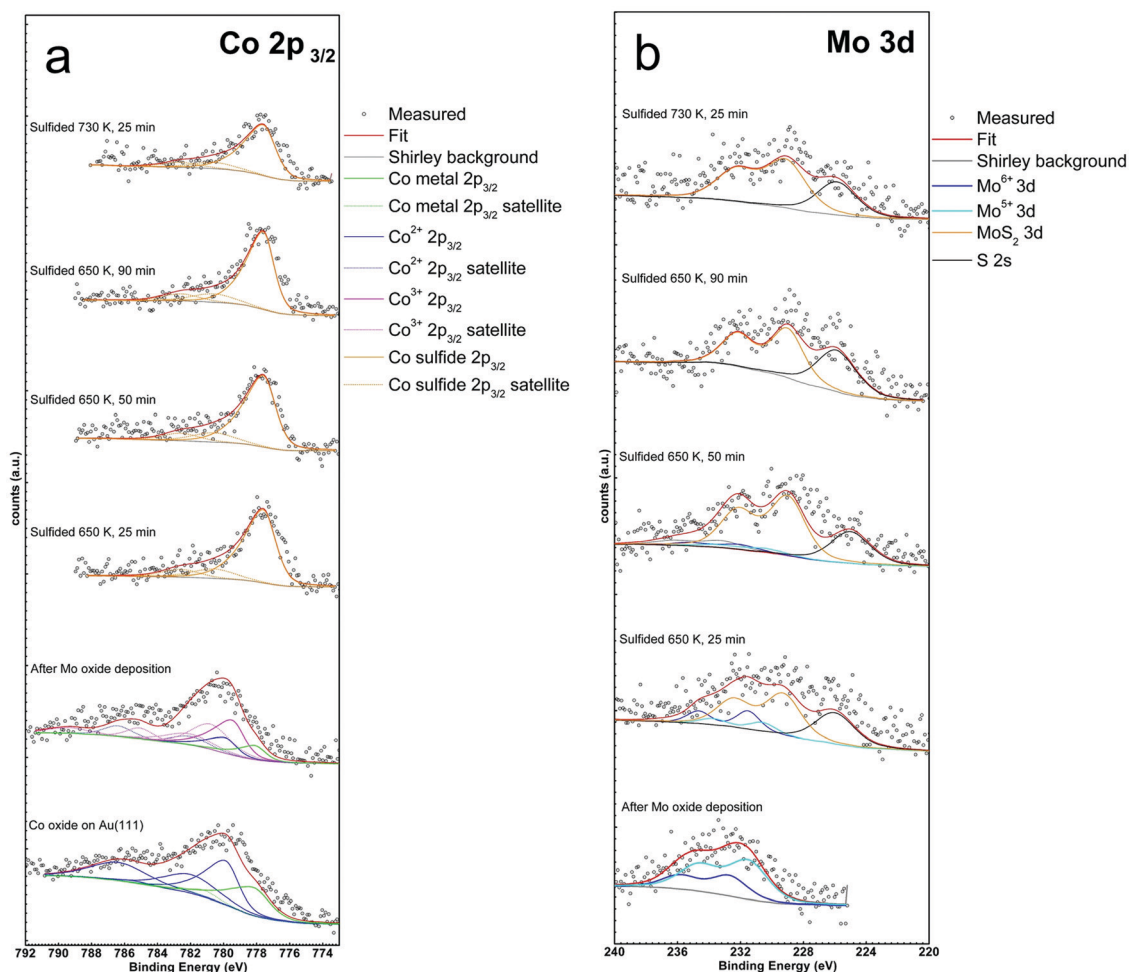 a
Co 2p 3/2
Sulfided 730 K, 25 min
Sulfided 650 K, 90 min
Sulfided 650 K, 50 min
Sulfided 650 K, 25 min
After Mo oxide deposition
Co oxide on Au(111)
counts (a.u.)
792 790 788 786 784 782 780 778 776 774
Binding Energy (eV)
Measured
Fit
Shirley background
Co metal 2p3/2
Co metal 2p3/2 satellite
Co2+ 2p3/2
Co2+ 2p3/2 satellite
Co3+ 2p3/2
Co3+ 2p3/2 satellite
Co sulfide 2p3/2
Co sulfide 2p3/2 satellite
b
Mo 3d
Sulfided 730 K, 25 min
Sulfided 650 K, 90 min
Sulfided 650 K, 50 min
Sulfided 650 K, 25 min
After Mo oxide deposition
counts (a.u.)
240 236 232 228 224 220
Binding Energy (eV)
Measured
Fit
Shirley background
Mo6+ 3d
Mo5+ 3d
MoS2 3d
S 2s